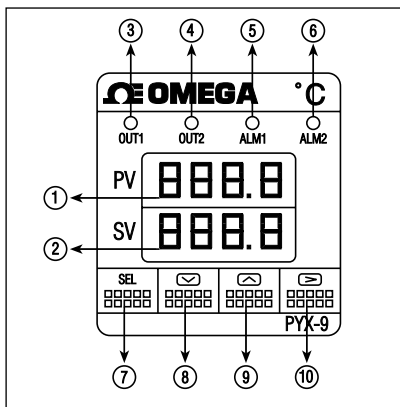 ③ ④ ⑤ ⑥
ΩE OMEGA °C
OUT1 OUT2 ALM1 ALM2
PV 888.8
①
SV 888.8
②
SEL
PYX-9
⑦ ⑧ ⑨ ⑩